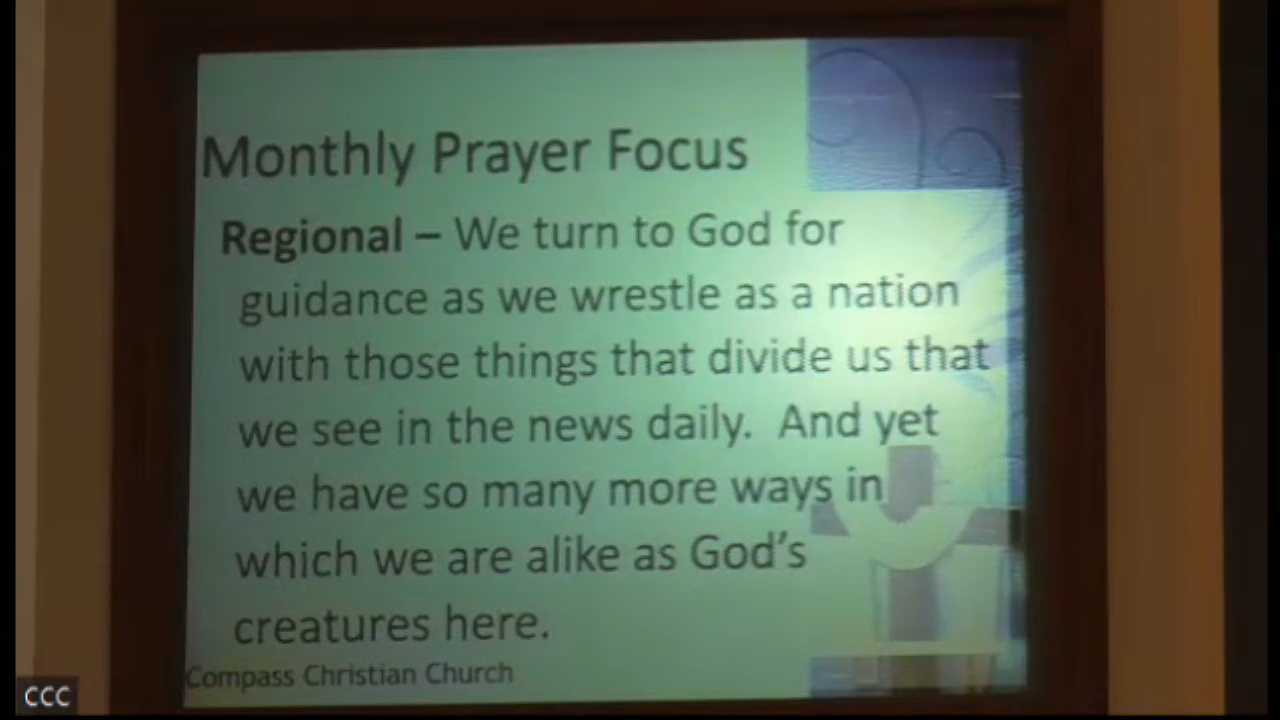 Monthly Prayer Focus
Regional – We turn to God for
guidance as we wrestle as a nation
with those things that divide us that
we see in the news daily.  And yet
we have so many more ways in
which we are alike as God's
creatures here.
Compass Christian Church
CCC